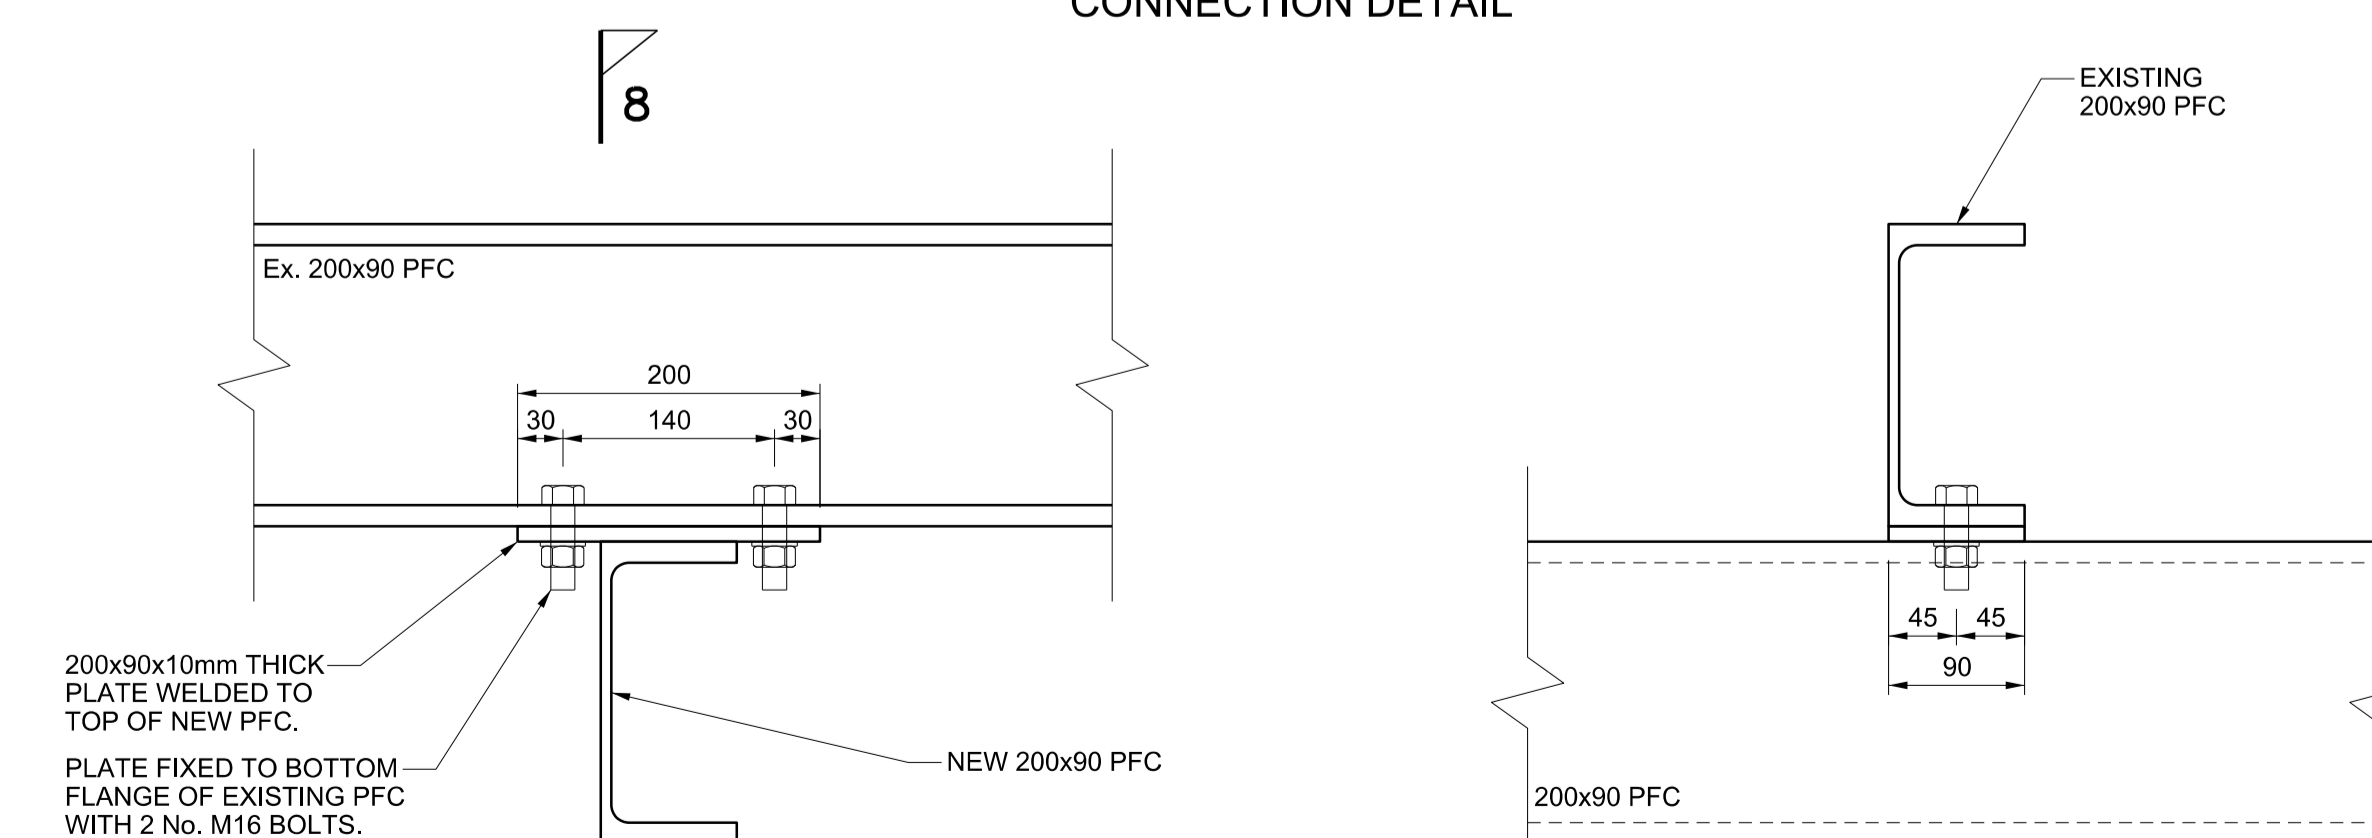 CONNECTION DETAIL
8
EXISTING
200x90 PFC
Ex. 200x90 PFC
200
30 140 30
200x90x10mm THICK
PLATE WELDED TO
TOP OF NEW PFC.
PLATE FIXED TO BOTTOM
FLANGE OF EXISTING PFC
WITH 2 No. M16 BOLTS.
NEW 200x90 PFC
45 45
90
200x90 PFC